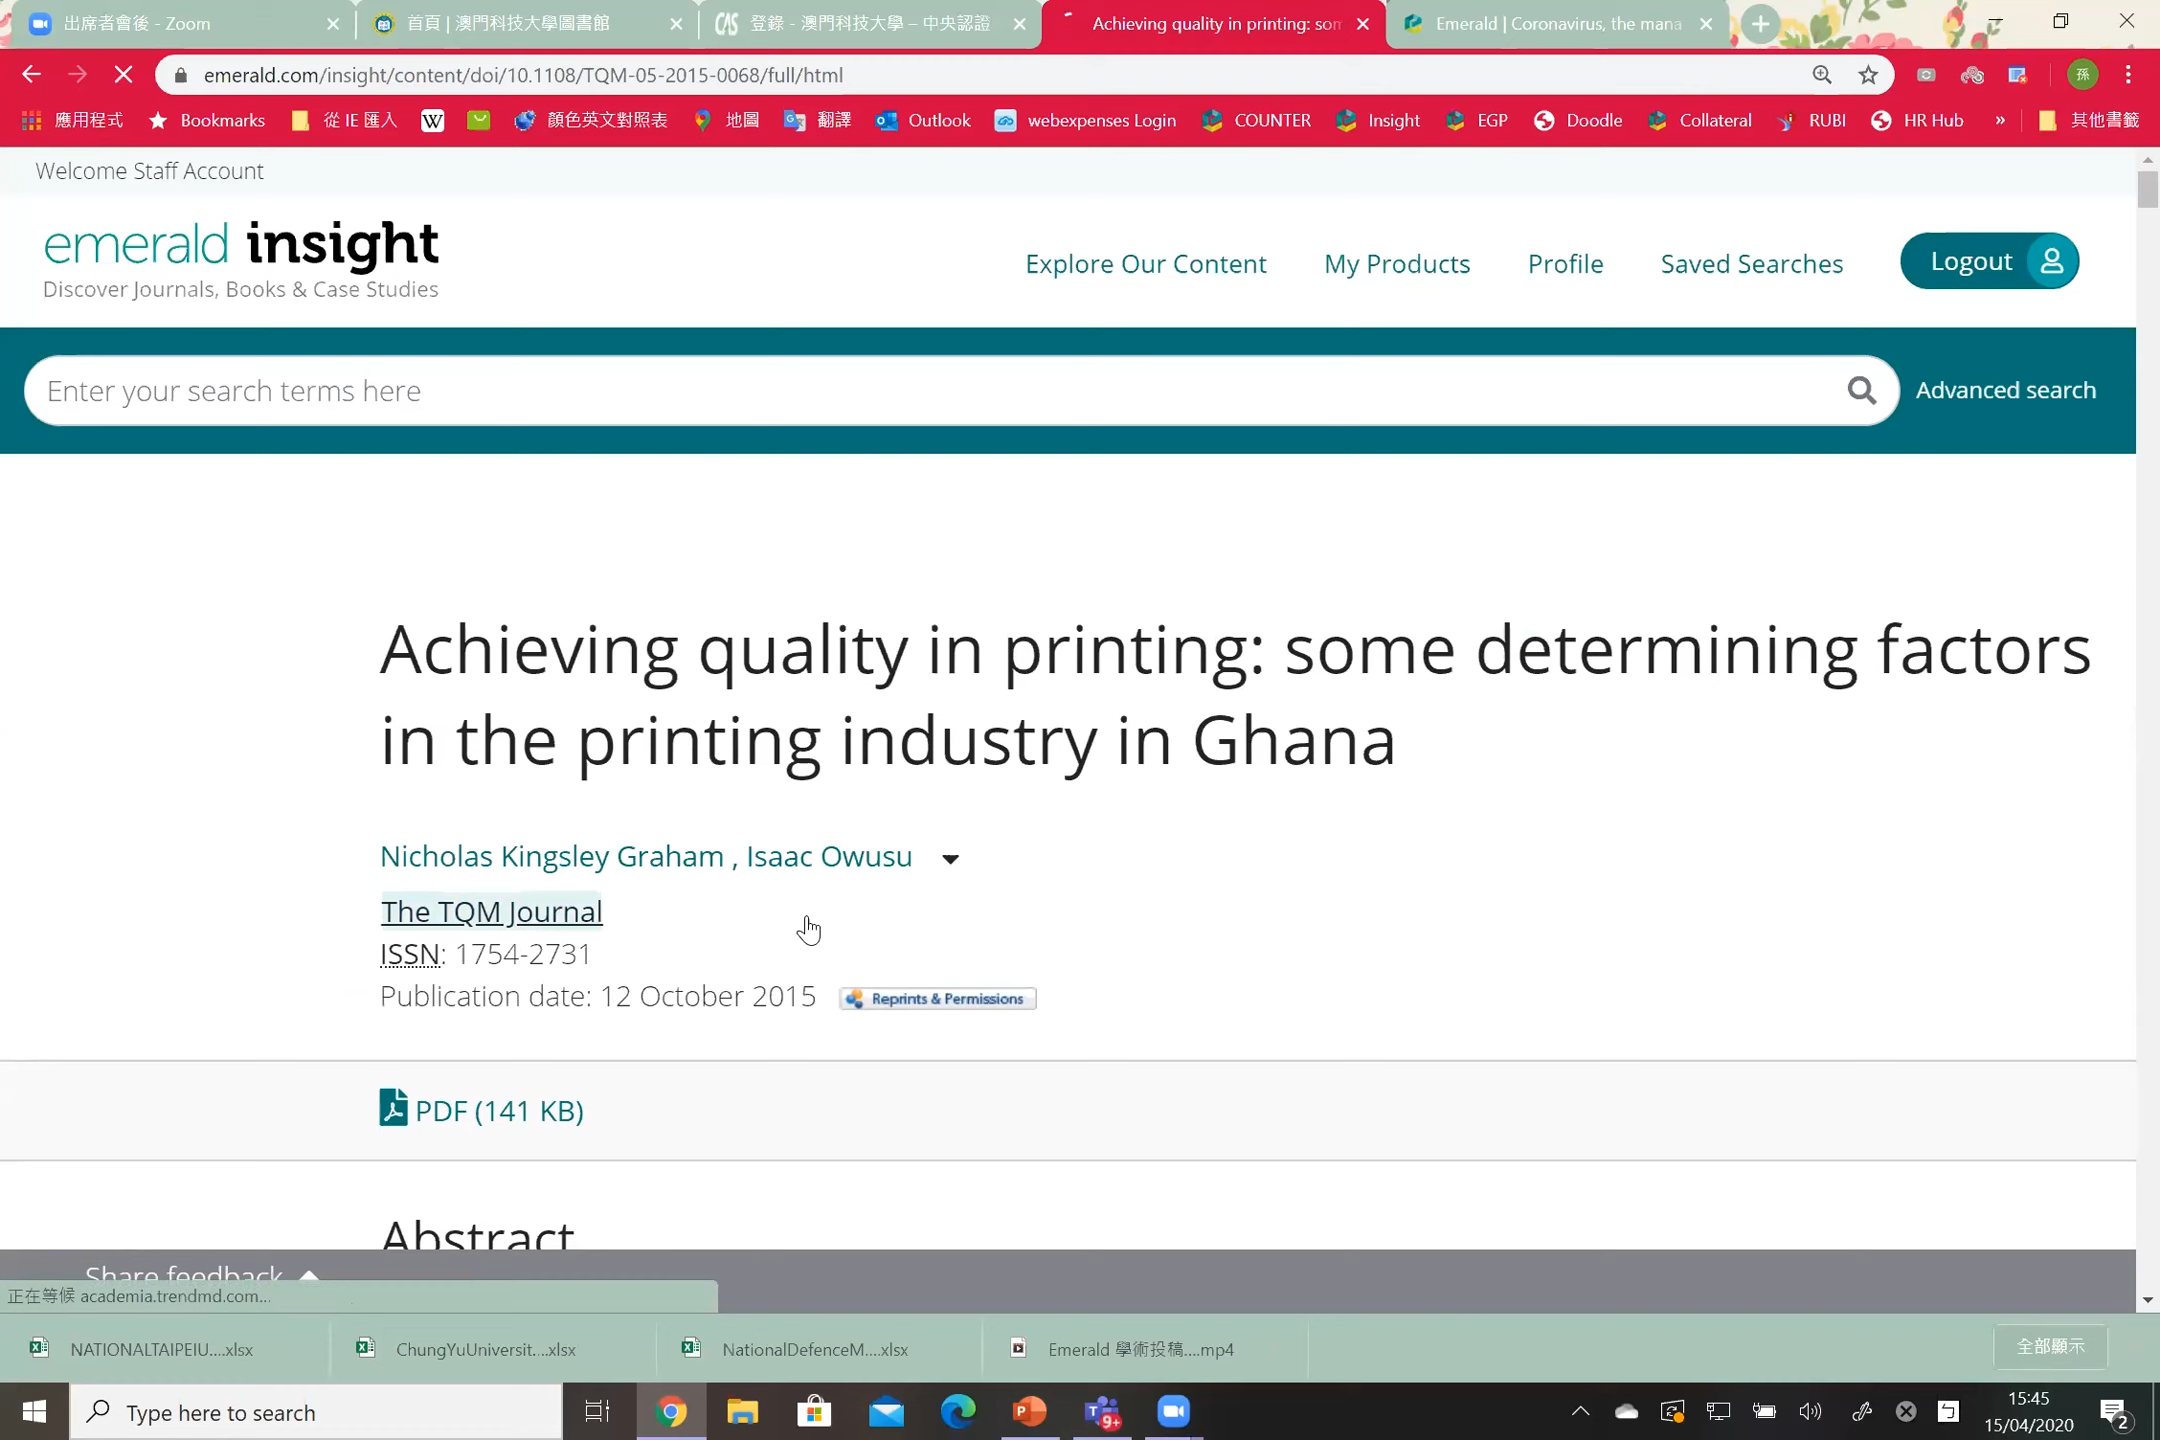 出席者會後 - Zoom
首頁 | 澳門科技大學圖書館
CAS 登錄 - 澳門科技大學 – 中央認證
Achieving quality in printing: som
Emerald | Coronavirus, the mana
emerald.com/insight/content/doi/10.1108/TQM-05-2015-0068/full/html
孫
應用程式 Bookmarks 從 IE 匯入 W 顏色英文對照表 地圖 翻譯 Outlook webexpenses Login COUNTER Insight EGP Doodle Collateral RUBI HR Hub » 其他書籤
Welcome Staff Account
emerald insight
Discover Journals, Books & Case Studies
Explore Our Content My Products Profile Saved Searches Logout
Enter your search terms here
Advanced search
Achieving quality in printing: some determining factors
in the printing industry in Ghana
Nicholas Kingsley Graham , Isaac Owusu
The TQM Journal
ISSN: 1754-2731
Publication date: 12 October 2015 Reprints & Permissions
PDF (141 KB)
Abstract
Share feedback
正在等候 academia.trendmd.com...
NATIONALTAIPEIU....xlsx ChungYuUniversit....xlsx NationalDefenceM....xlsx Emerald 學術投稿....mp4 全部顯示
Type here to search
9+
15:45
15/04/2020
2